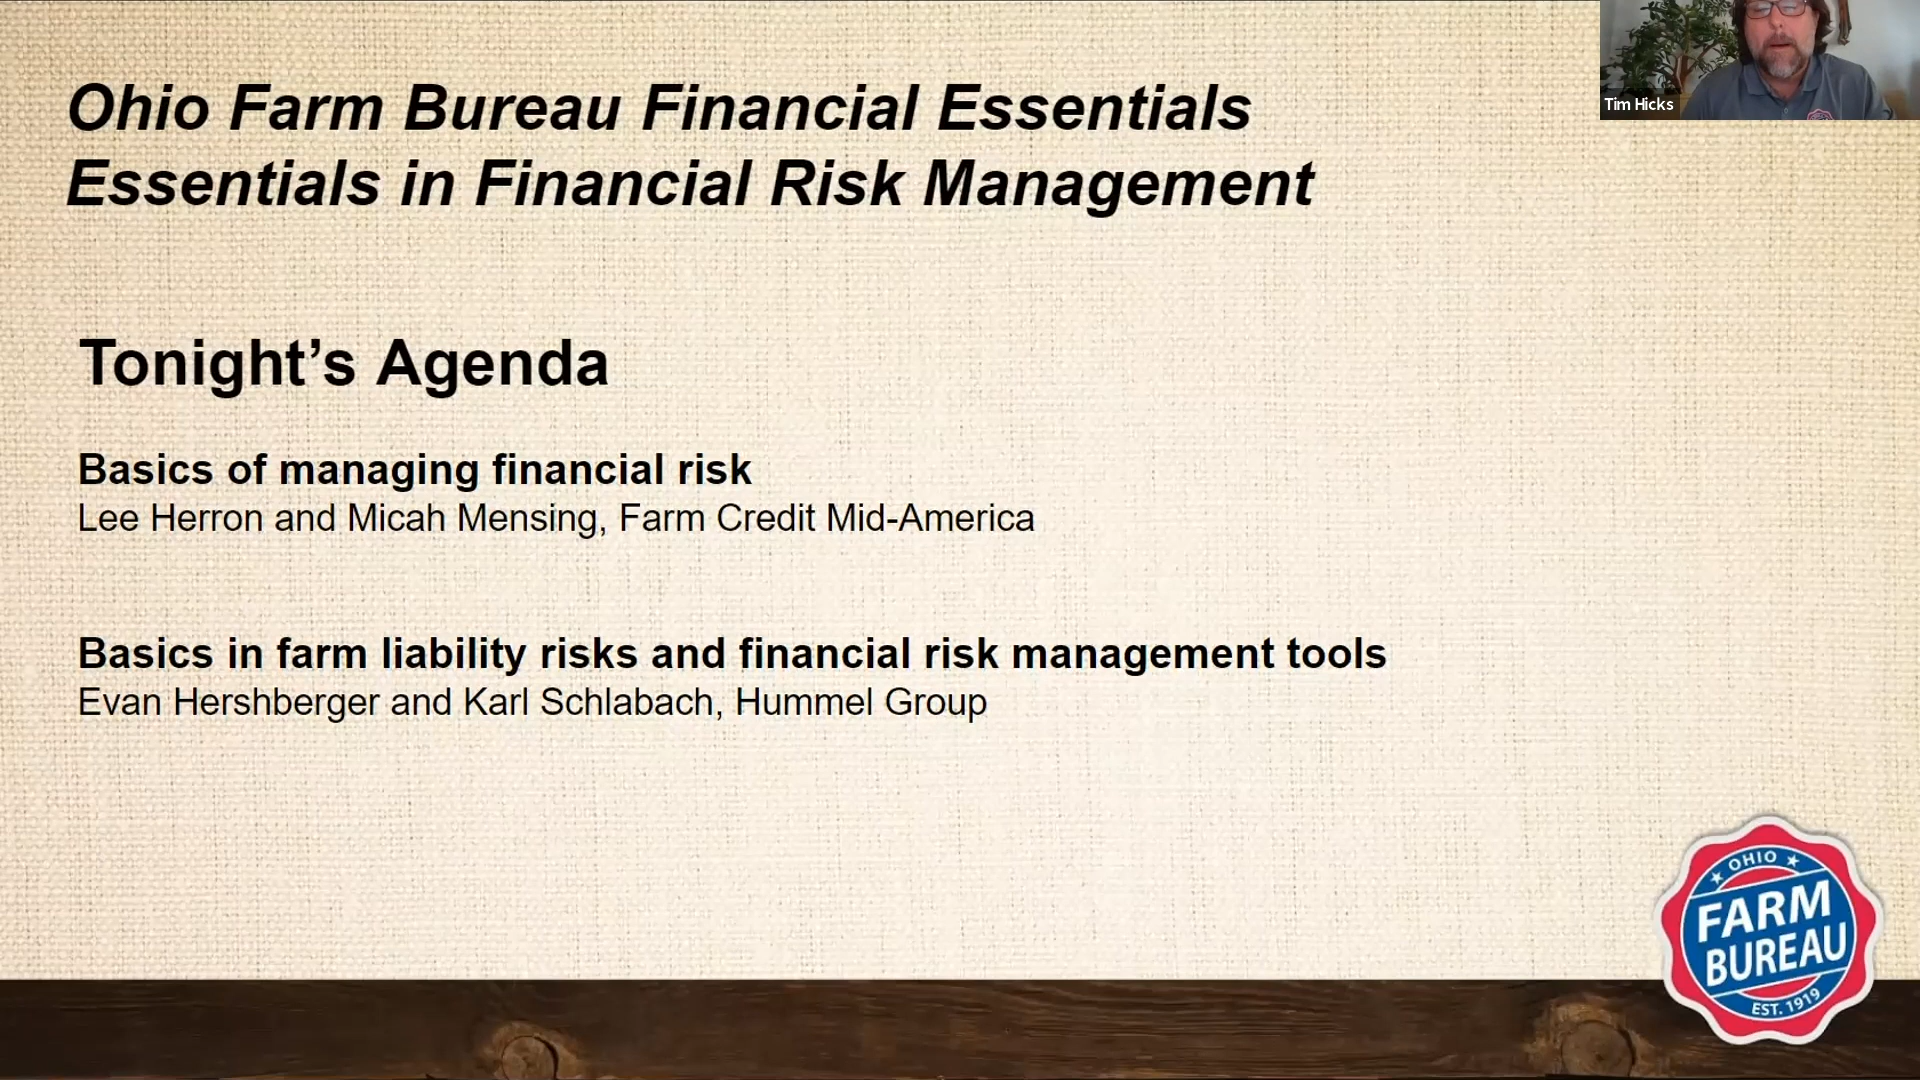 Ohio Farm Bureau Financial Essentials
Essentials in Financial Risk Management
Tim Hicks
Tonight’s Agenda
Basics of managing financial risk
Lee Herron and Micah Mensing, Farm Credit Mid-America
Basics in farm liability risks and financial risk management tools
Evan Hershberger and Karl Schlabach, Hummel Group
OHIO
FARM
BUREAU
EST. 1919